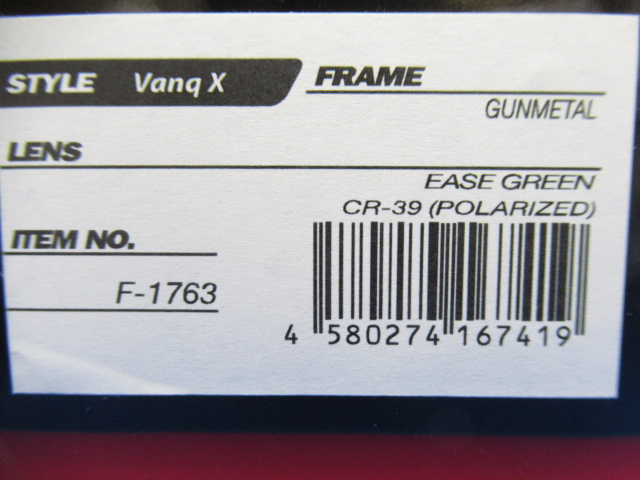 STYLE Vanq X FRAME
GUNMETAL
LENS
EASE GREEN
CR-39 (POLARIZED)
ITEM NO.
F-1763
4 580274 167419